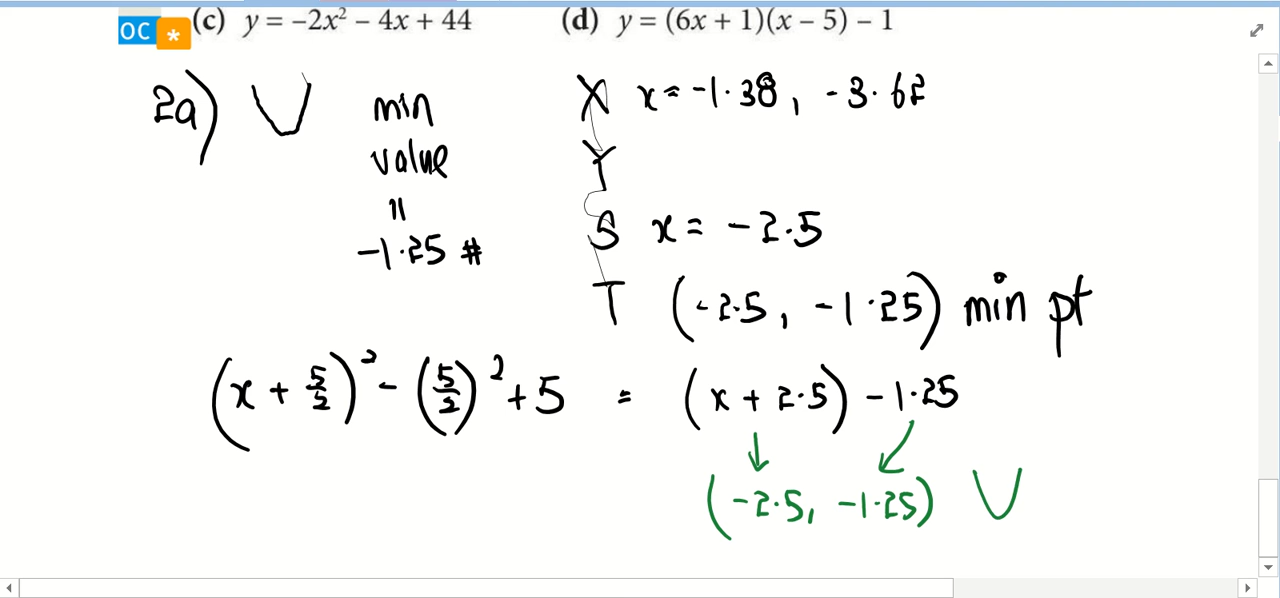 OC * (c) y = −2x² − 4x + 44 (d) y = (6x + 1)(x − 5) − 1
2a) min value = -1.25 #
X x = -1.38, -3.62
Y
S x = -2.5
T (-2.5, -1.25) min pt
(x + 5/2)² - (5/2)² + 5 = (x + 2.5) - 1.25
(-2.5, -1.25)